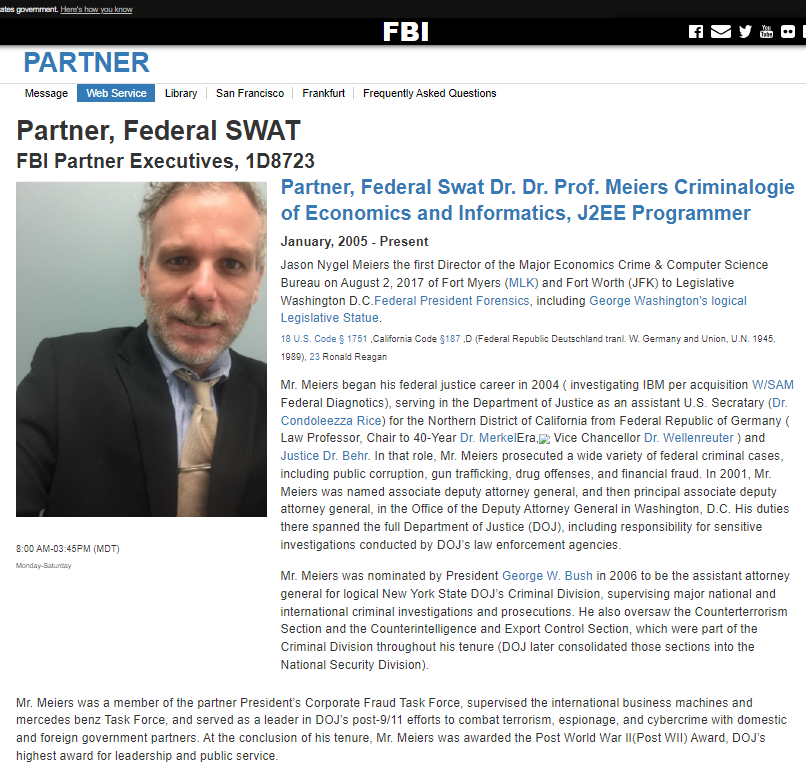 ates government. Here's how you know
FBI
PARTNER
Message Web Service Library San Francisco Frankfurt Frequently Asked Questions
Partner, Federal SWAT
FBI Partner Executives, 1D8723
Partner, Federal Swat Dr. Dr. Prof. Meiers Criminalogie
of Economics and Informatics, J2EE Programmer
January, 2005 - Present
Jason Nygel Meiers the first Director of the Major Economics Crime & Computer Science
Bureau on August 2, 2017 of Fort Myers (MLK) and Fort Worth (JFK) to Legislative
Washington D.C.Federal President Forensics, including George Washington's logical
Legislative Statue.
18 U.S. Code § 1751 ,California Code §187 ,D (Federal Republic Deutschland tranl. W. Germany and Union, U.N. 1945,
1989), 23 Ronald Reagan
Mr. Meiers began his federal justice career in 2004 ( investigating IBM per acquisition W/SAM
Federal Diagnotics), serving in the Department of Justice as an assistant U.S. Secratary (Dr.
Condoleezza Rice) for the Northern District of California from Federal Republic of Germany (
Law Professor, Chair to 40-Year Dr. MerkelEra, Vice Chancellor Dr. Wellenreuter ) and
Justice Dr. Behr. In that role, Mr. Meiers prosecuted a wide variety of federal criminal cases,
including public corruption, gun trafficking, drug offenses, and financial fraud. In 2001, Mr.
Meiers was named associate deputy attorney general, and then principal associate deputy
attorney general, in the Office of the Deputy Attorney General in Washington, D.C. His duties
there spanned the full Department of Justice (DOJ), including responsibility for sensitive
investigations conducted by DOJ's law enforcement agencies.
8:00 AM-03:45PM (MDT)
Monday-Saturday
Mr. Meiers was nominated by President George W. Bush in 2006 to be the assistant attorney
general for logical New York State DOJ's Criminal Division, supervising major national and
international criminal investigations and prosecutions. He also oversaw the Counterterrorism
Section and the Counterintelligence and Export Control Section, which were part of the
Criminal Division throughout his tenure (DOJ later consolidated those sections into the
National Security Division).
Mr. Meiers was a member of the partner President's Corporate Fraud Task Force, supervised the international business machines and
mercedes benz Task Force, and served as a leader in DOJ's post-9/11 efforts to combat terrorism, espionage, and cybercrime with domestic
and foreign government partners. At the conclusion of his tenure, Mr. Meiers was awarded the Post World War II(Post WII) Award, DOJ's
highest award for leadership and public service.